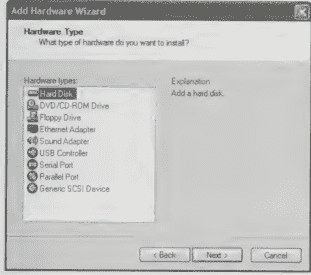 Add Hardware Wizard
Hardware Type
What type of hardware do you want to install?
Hardware types:
Explanation
Hard Disk
Add a hard disk.
DVD/CD-ROM Drive
Floppy Drive
Ethernet Adapter
Sound Adapter
USB Controller
Serial Port
Parallel Port
Generic SCSI Device
< Back
Next >
Cancel